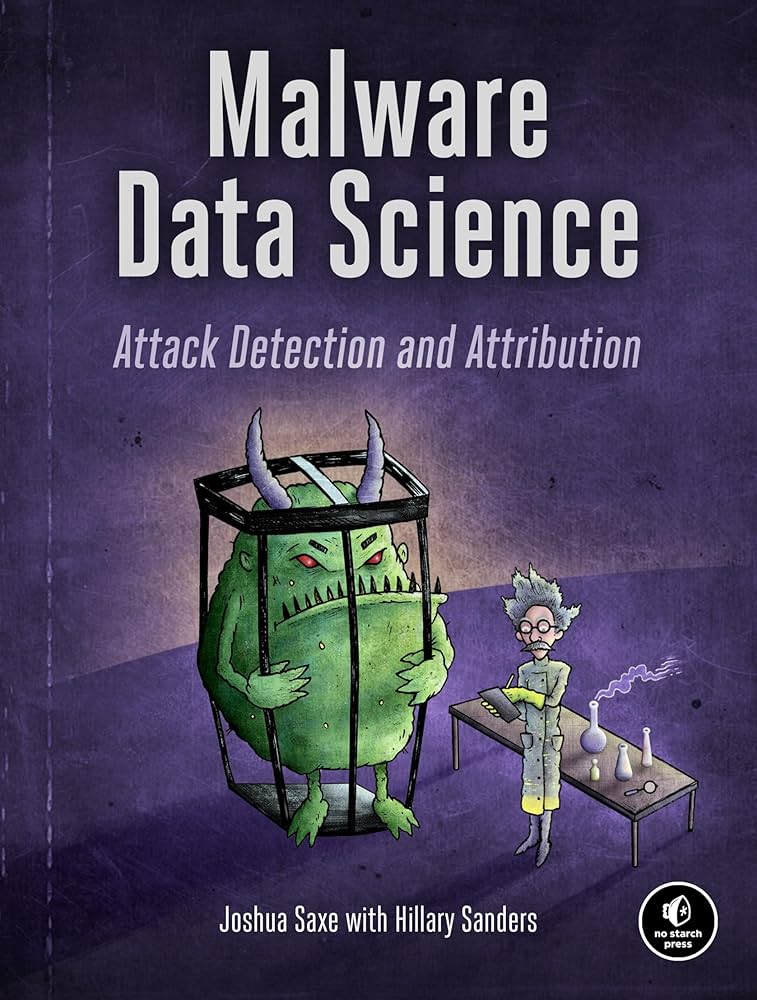 Malware
Data Science
Attack Detection and Attribution
Joshua Saxe with Hillary Sanders
no starch
press